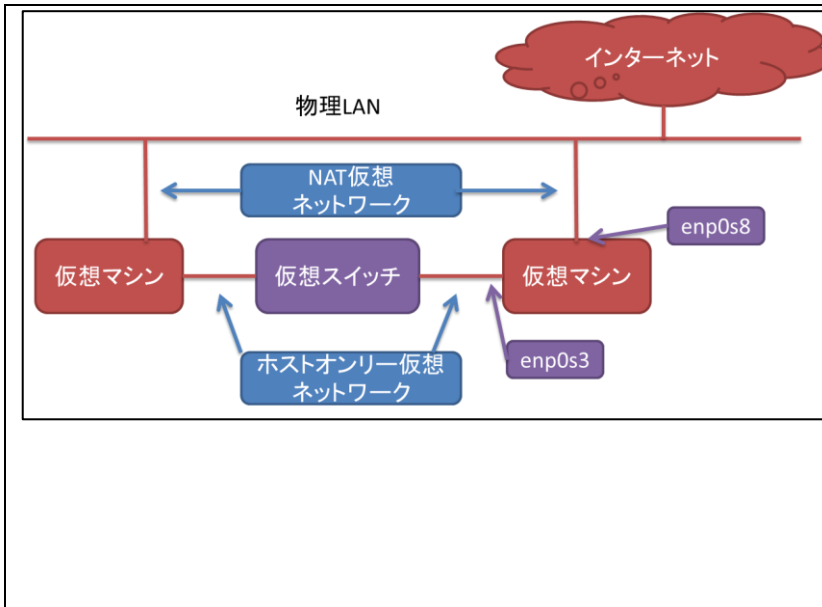 インターネット
物理LAN
NAT仮想
ネットワーク
enp0s8
仮想マシン
仮想スイッチ
仮想マシン
ホストオンリー仮想
ネットワーク
enp0s3